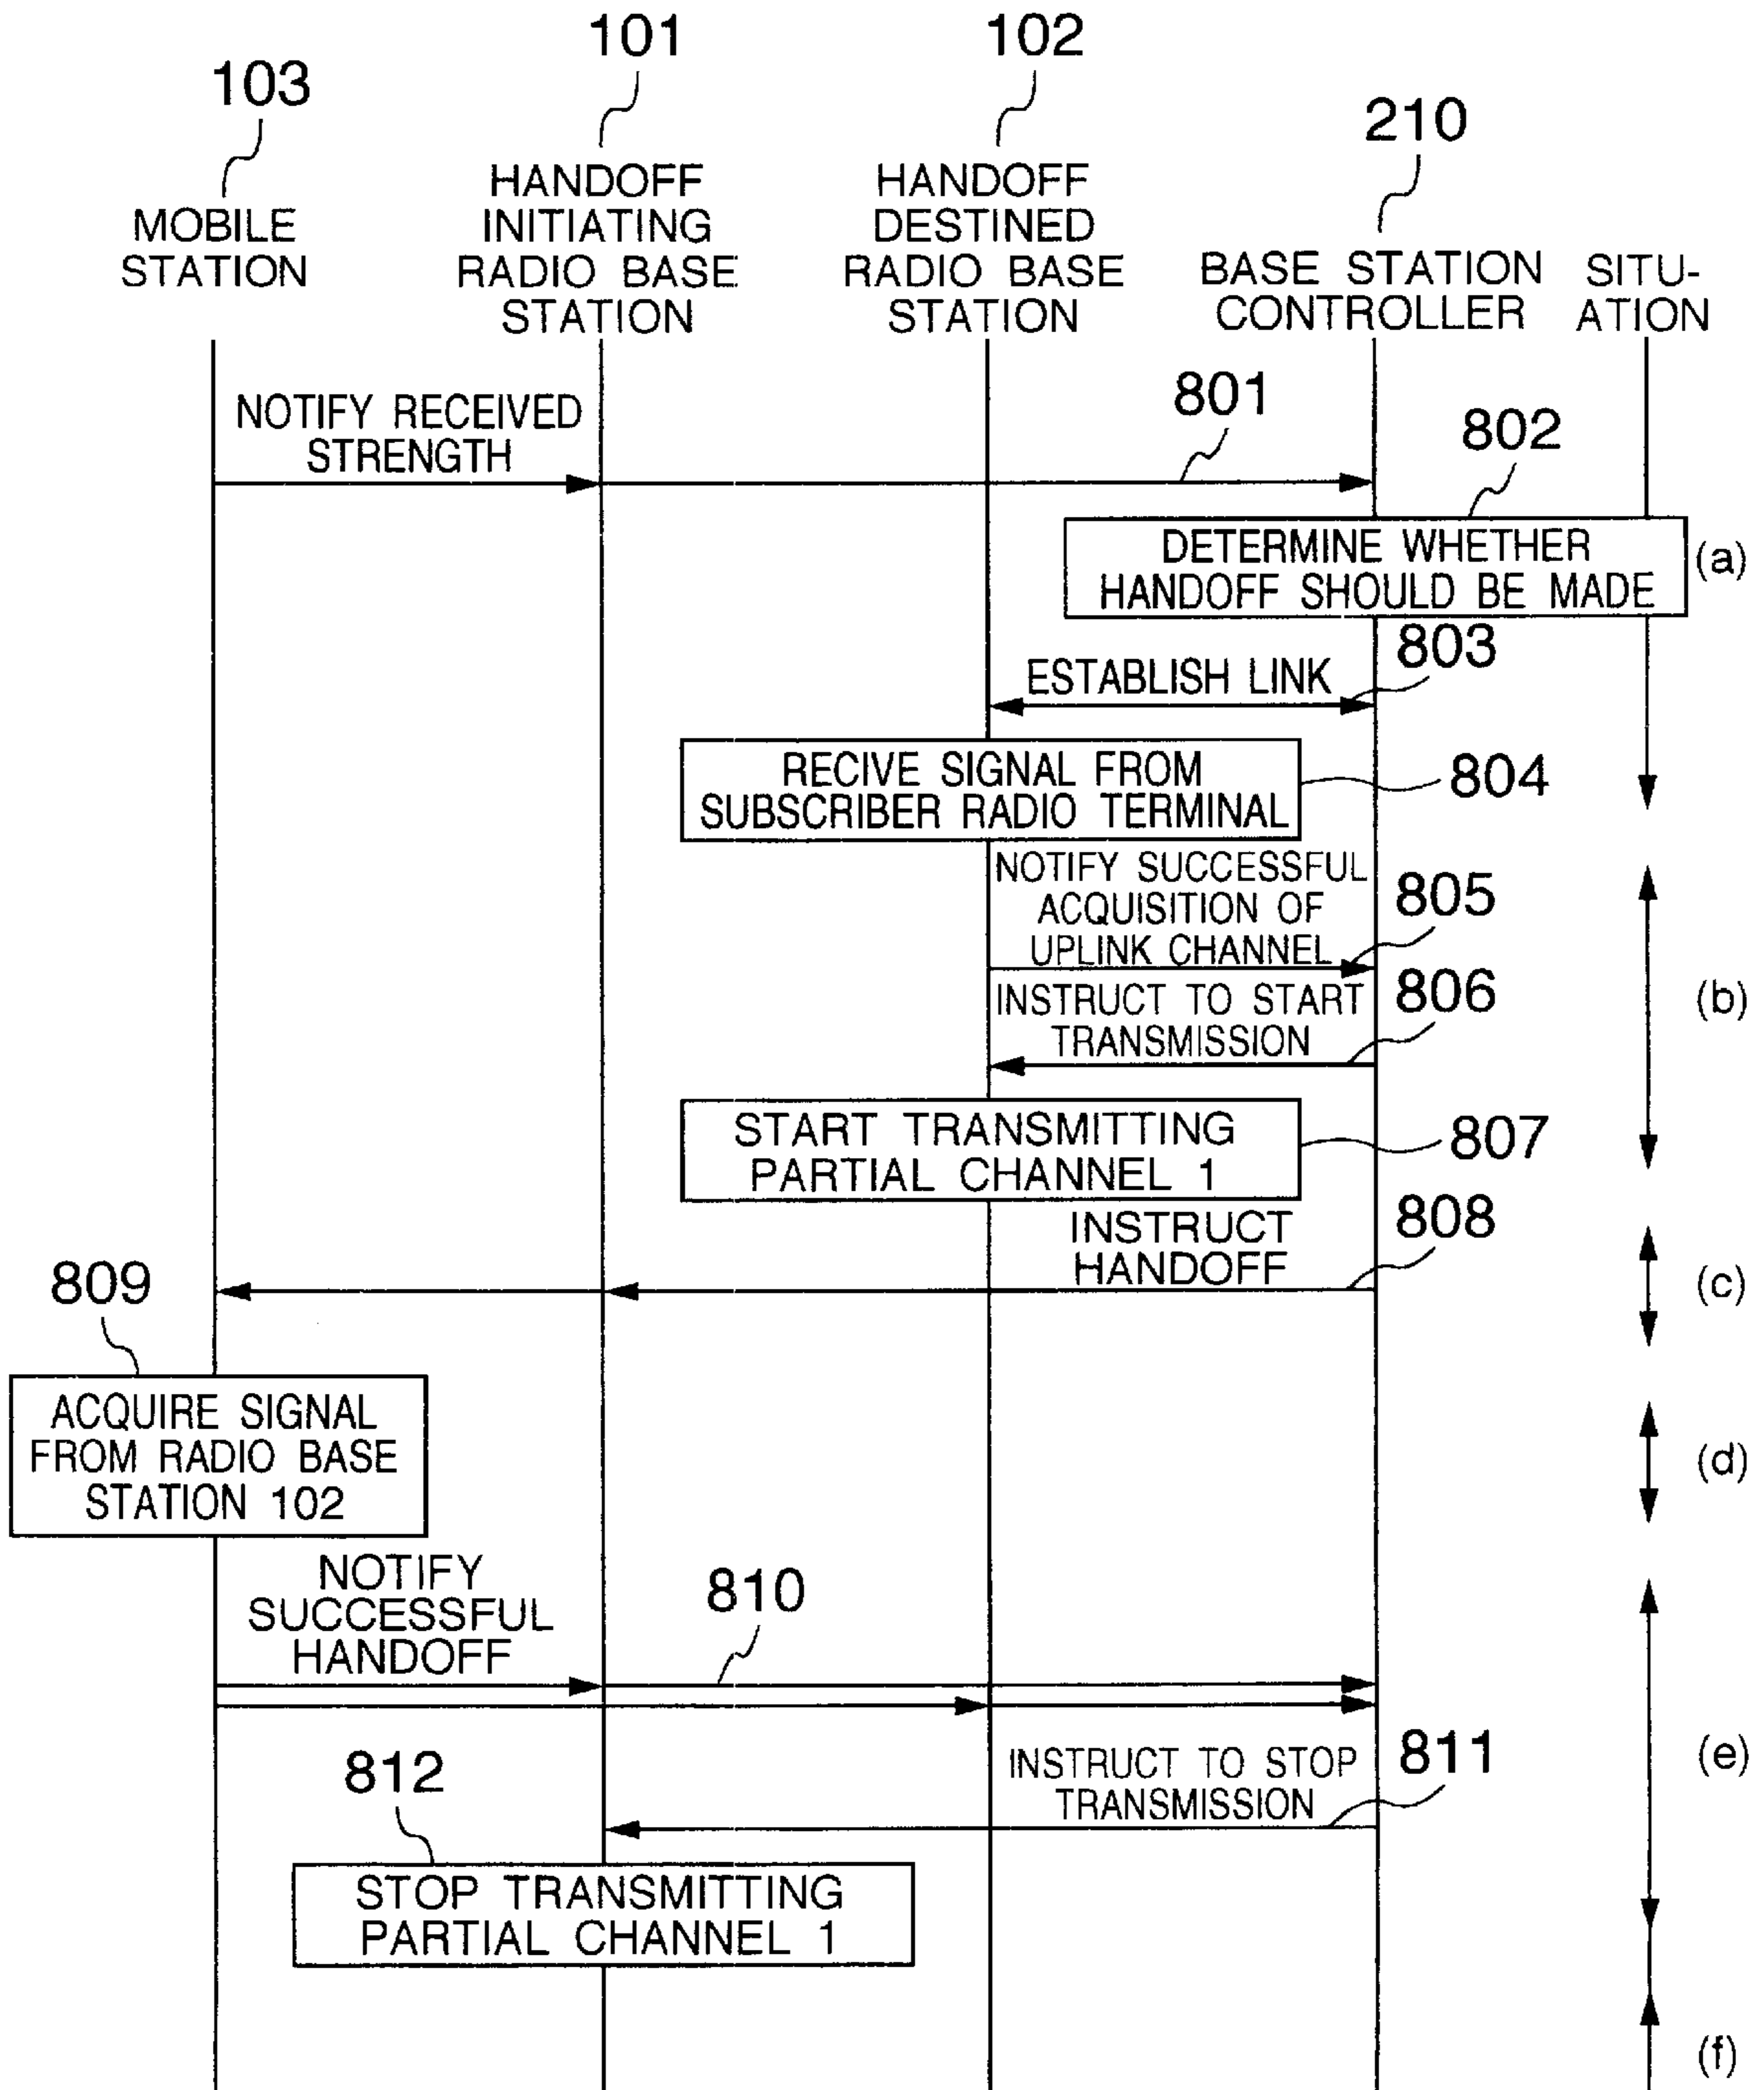 101
102
103
210
MOBILE
STATION
HANDOFF
INITIATING
RADIO BASE
STATION
HANDOFF
DESTINED
RADIO BASE
STATION
BASE STATION
CONTROLLER
SITU-
ATION
NOTIFY RECEIVED
STRENGTH
801
802
DETERMINE WHETHER
HANDOFF SHOULD BE MADE
(a)
ESTABLISH LINK
803
RECIVE SIGNAL FROM
SUBSCRIBER RADIO TERMINAL
804
NOTIFY SUCCESSFUL
ACQUISITION OF
UPLINK CHANNEL
805
INSTRUCT TO START
TRANSMISSION
806
(b)
START TRANSMITTING
PARTIAL CHANNEL 1
807
INSTRUCT
HANDOFF
808
(c)
809
ACQUIRE SIGNAL
FROM RADIO BASE
STATION 102
(d)
NOTIFY
SUCCESSFUL
HANDOFF
810
INSTRUCT TO STOP
TRANSMISSION
811
(e)
812
STOP TRANSMITTING
PARTIAL CHANNEL 1
(f)